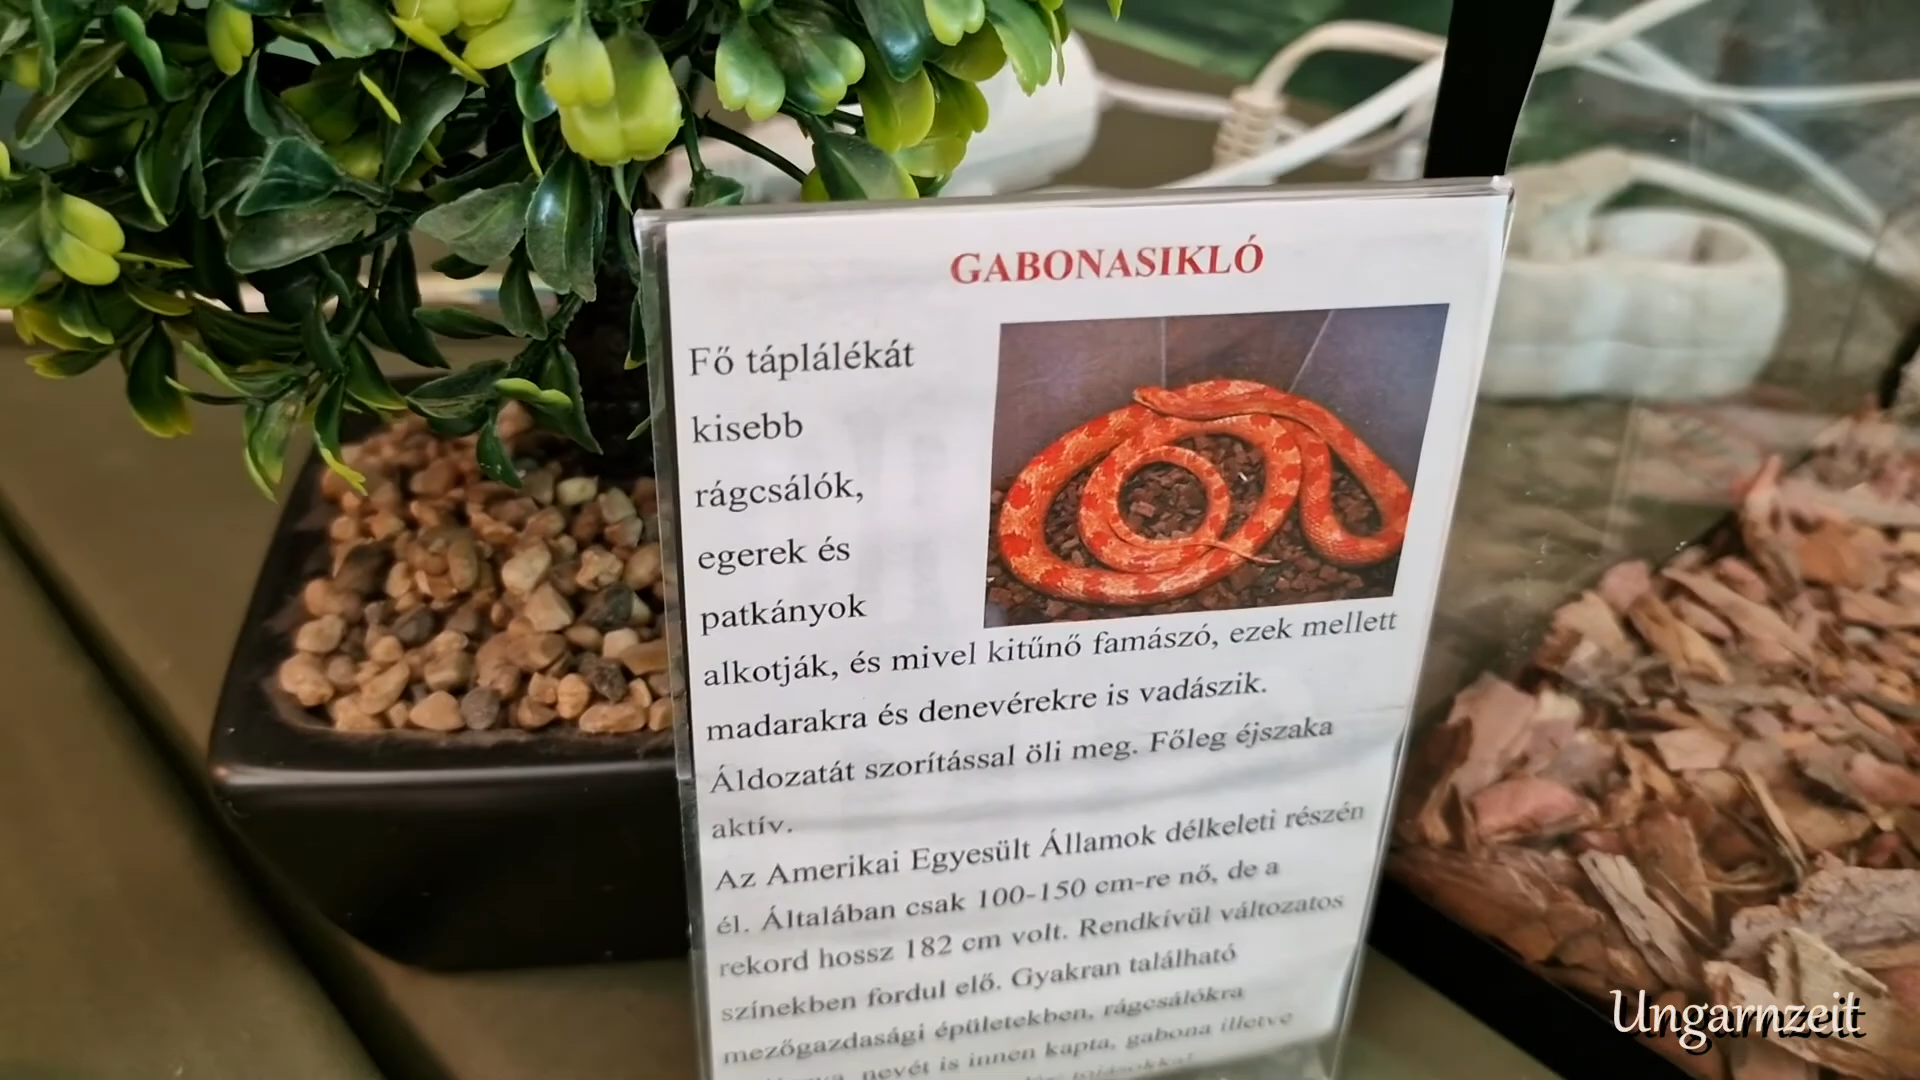 GABONASIKLÓ
Fő táplálékát
kisebb
rágcsálók,
egerek és
patkányok
alkotják, és mivel kitűnő famászó, ezek mellett
madarakra és denevérekre is vadászik.
Áldozatát szorítással öli meg. Főleg éjszaka
aktív.
Az Amerikai Egyesült Államok délkeleti részén
él. Általában csak 100-150 cm-re nő, de a
rekord hossz 182 cm volt. Rendkívül változatos
színekben fordul elő. Gyakran található
mezőgazdasági épületekben, rágcsálókra
nevét is innen kapta, gabona illetve
Ungarnzeit